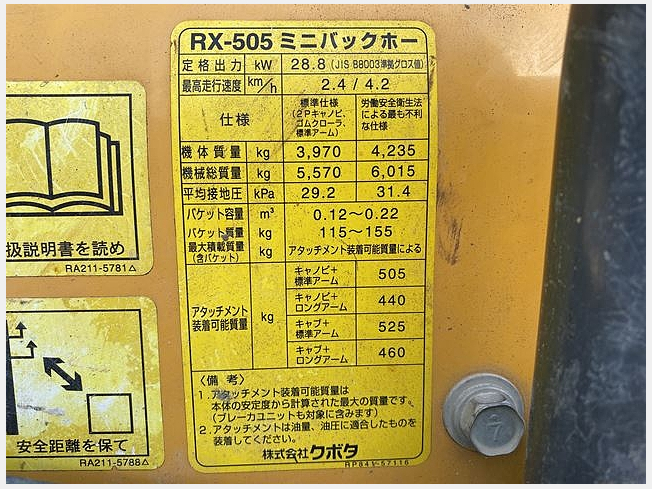 RX-505 ミニバックホー
定格出力 kW 28.8 (JIS B8003準拠グロス値)
最高走行速度 km/h 2.4 / 4.2
仕様 標準仕様 (2Pキャノピ、ゴムクローラ、標準アーム) 労働安全衛生法による最も不利な仕様
機体質量 kg 3,970 4,235
機械総質量 kg 5,570 6,015
平均接地圧 kPa 29.2 31.4
バケット容量 m³ 0.12〜0.22
バケット質量 kg 115〜155
最大積載質量 (含バケット) kg アタッチメント装着可能質量による
アタッチメント装着可能質量 kg
キャノピ+標準アーム 505
キャノピ+ロングアーム 440
キャブ+標準アーム 525
キャブ+ロングアーム 460
〈備考〉
1.アタッチメント装着可能質量は
本体の安定度から計算された最大の質量です。
(ブレーカユニットも対象に含みます)
2.アタッチメントは油量、油圧に適合したものを
装着してください。
株式会社クボタ
扱説明書を読め
RA211-5781△
安全距離を保て
RA211-5788△
7